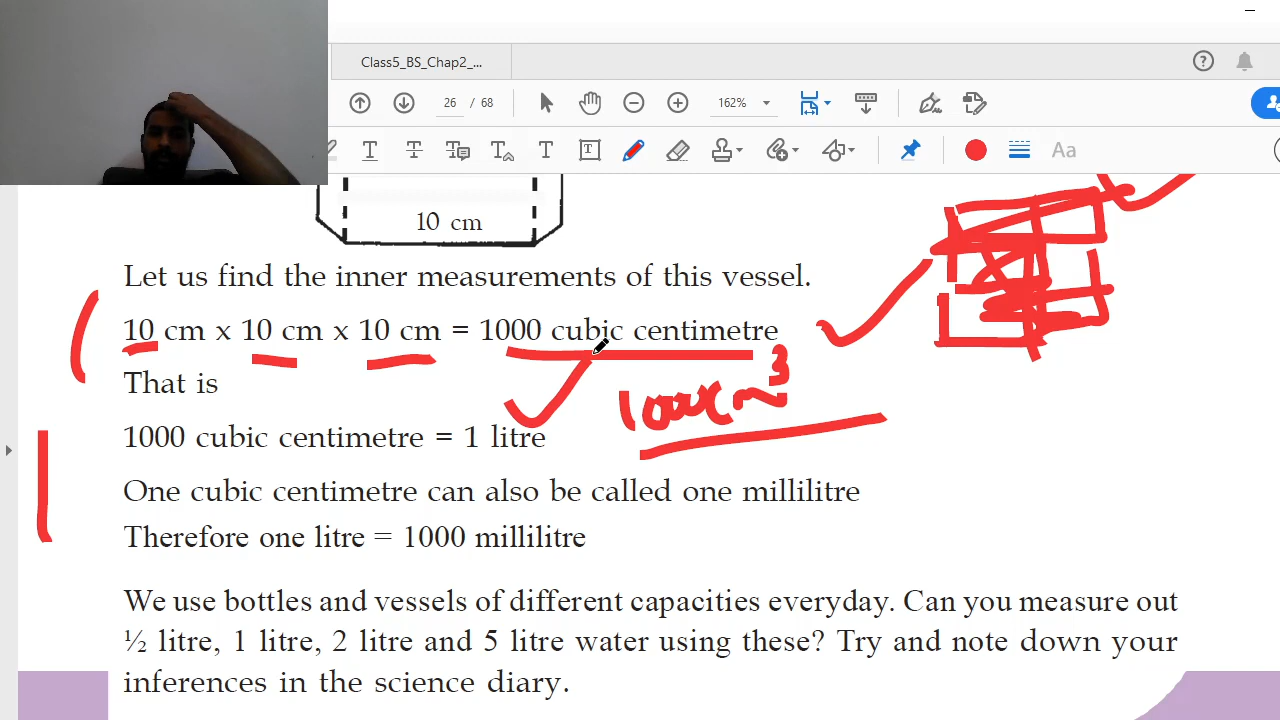 Class5_BS_Chap2_...
26 / 68
162%
Aa
10 cm
Let us find the inner measurements of this vessel.
10 cm x 10 cm x 10 cm = 1000 cubic centimetre
That is
1000 cm³
1000 cubic centimetre = 1 litre
One cubic centimetre can also be called one millilitre
Therefore one litre = 1000 millilitre
We use bottles and vessels of different capacities everyday. Can you measure out
½ litre, 1 litre, 2 litre and 5 litre water using these? Try and note down your
inferences in the science diary.